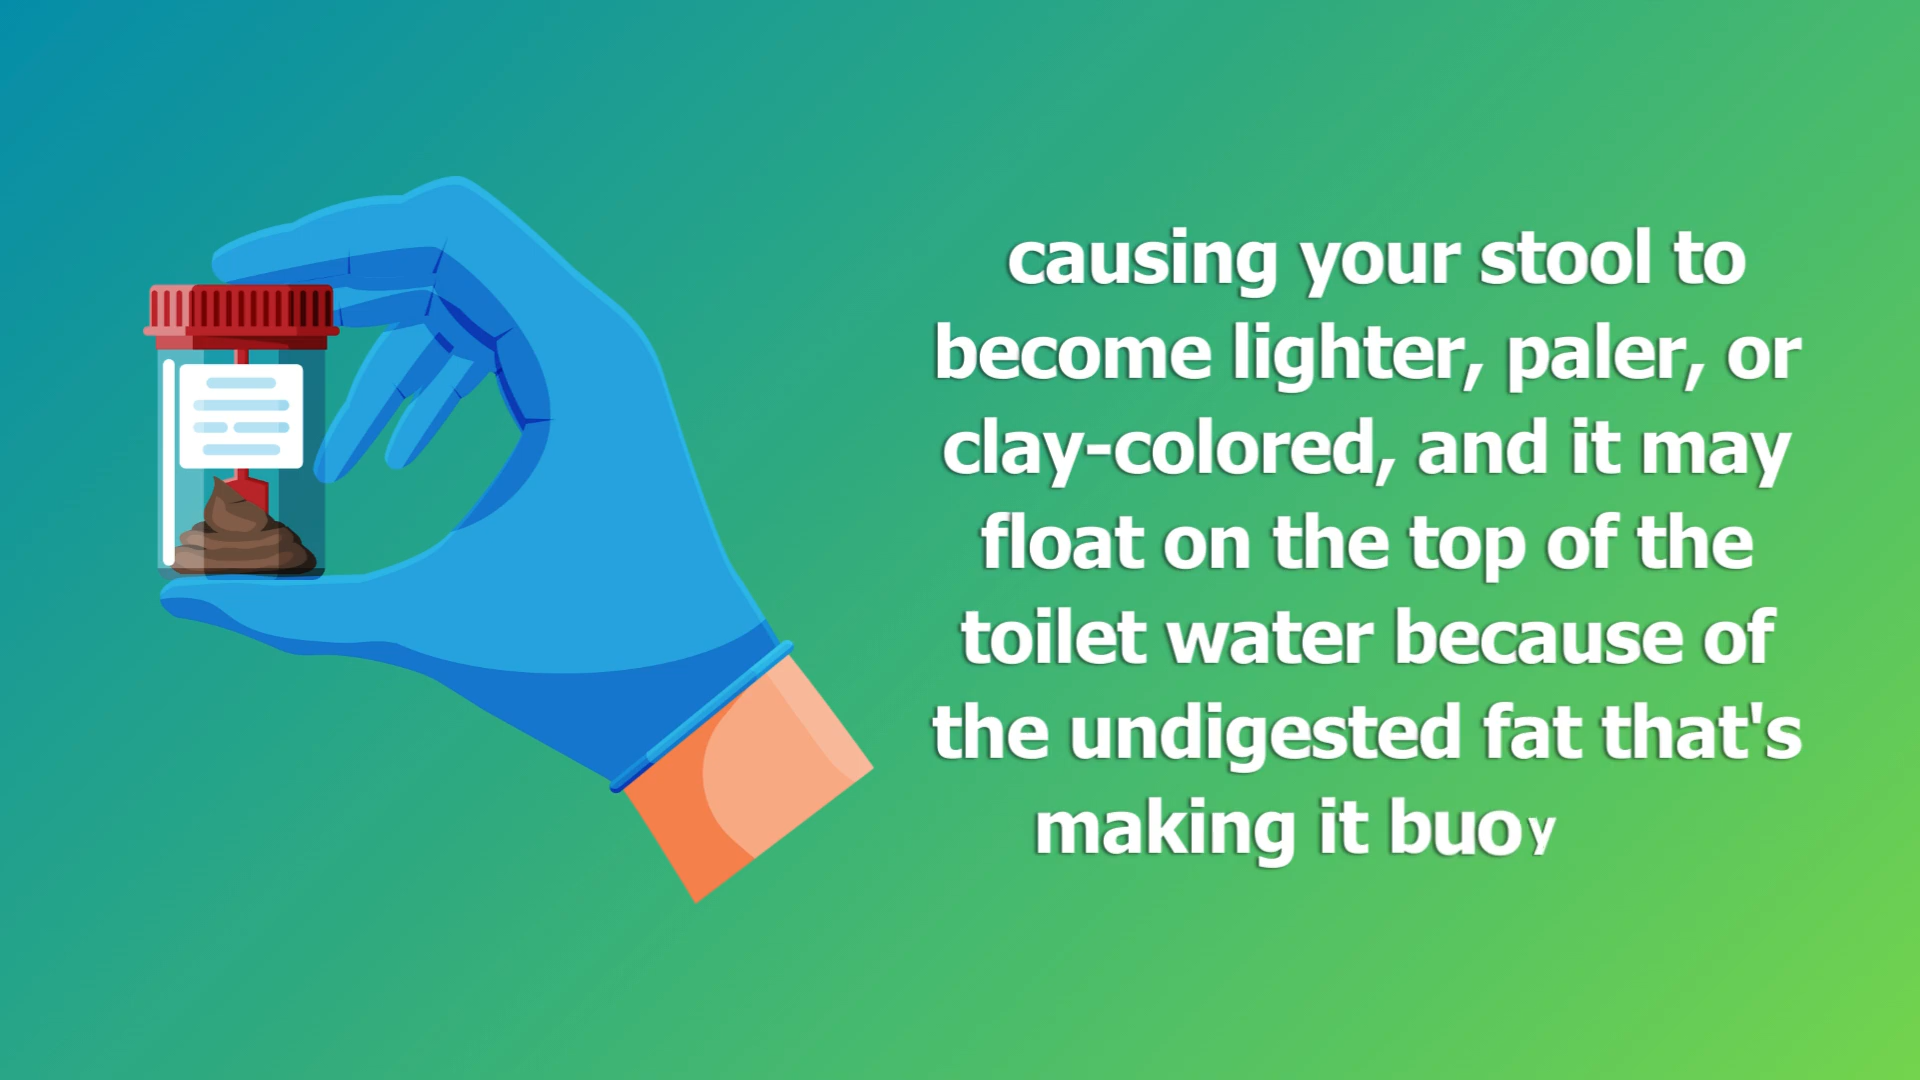 causing your stool to
become lighter, paler, or
clay-colored, and it may
float on the top of the
toilet water because of
the undigested fat that's
making it buoy